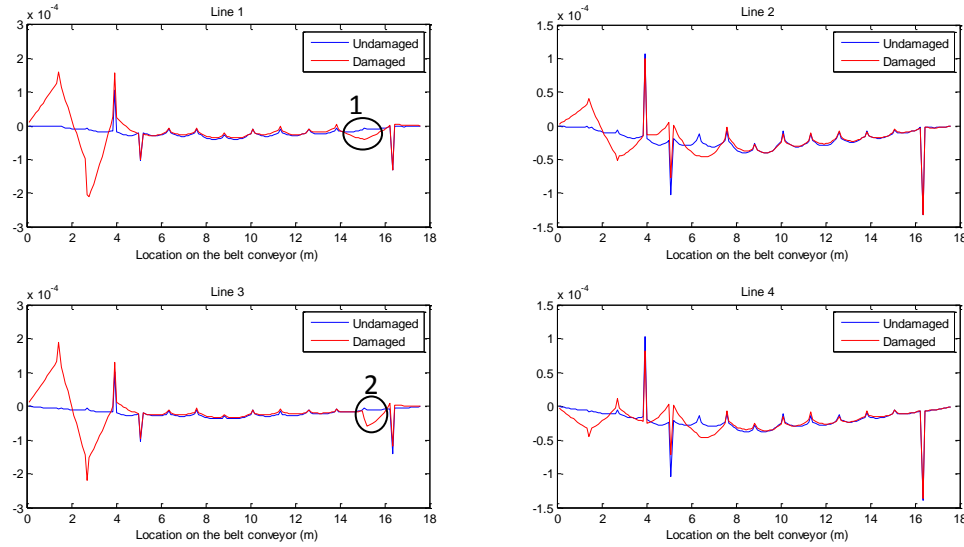 Line 1
x 10^-4
3
2
1
0
-1
-2
-3
0 2 4 6 8 10 12 14 16 18
Location on the belt conveyor (m)
Undamaged
Damaged
1
Line 2
x 10^-4
1.5
1
0.5
0
-0.5
-1
-1.5
0 2 4 6 8 10 12 14 16 18
Location on the belt conveyor (m)
Undamaged
Damaged
Line 3
x 10^-4
3
2
1
0
-1
-2
-3
0 2 4 6 8 10 12 14 16 18
Location on the belt conveyor (m)
Undamaged
Damaged
2
Line 4
x 10^-4
1.5
1
0.5
0
-0.5
-1
-1.5
0 2 4 6 8 10 12 14 16 18
Location on the belt conveyor (m)
Undamaged
Damaged